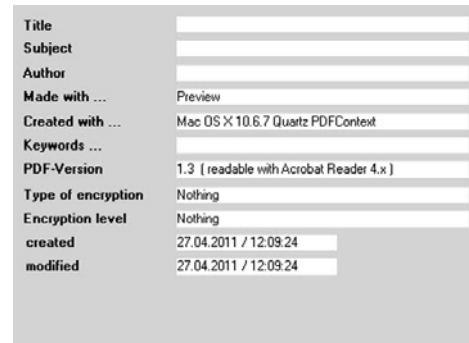 Title
Subject
Author
Made with ... Preview
Created with ... Mac OS X 10.6.7 Quartz PDFContext
Keywords ...
PDF-Version 1.3 ( readable with Acrobat Reader 4.x )
Type of encryption Nothing
Encryption level Nothing
created 27.04.2011 / 12:09:24
modified 27.04.2011 / 12:09:24